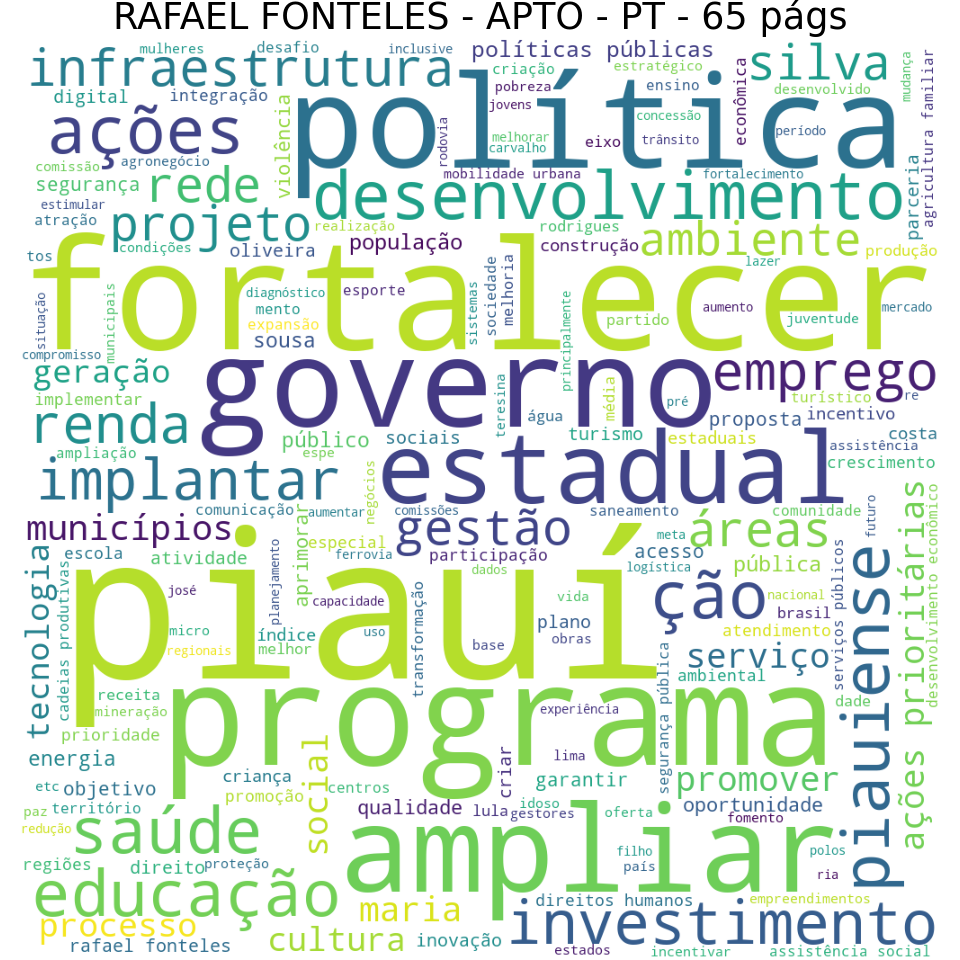 RAFAEL FONTELES - APTO - PT - 65 págs
mulheres desafio inclusive políticas públicas estratégico silva mudança agricultura familiar
infraestrutura criação desenvolvido
digital integração pobreza ensino econômica
política
ações violência jovens concessão período
rodovia melhorar carvalho eixo trânsito
comissão agronegócio mobilidade urbana fortalecimento
segurança rede desenvolvimento parceria
estimular
atração projeto realização rodrigues ambiente
tos condições oliveira população construção produção
fortalecer lazer
situação municipais diagnóstico esporte sistemas sociedade melhoria principalmente aumento mercado
mento partido juventude
expansão
compromisso sousa
geração governo emprego
implementar teresina média pré turístico re
renda público sociais água proposta incentivo
turismo estaduais costa
ampliação espe estadual assistência
implantar negócios crescimento
comunicação aumentar comissões saneamento comunidade futuro
municípios aprimorar especial gestão meta áreas
escola atividade ferrovia participação acesso pública
tecnologia cadeias produtivas planejamento dados logística piauiense ações prioritárias desenvolvimento econômico
piauí
josé capacidade transformação vida ção nacional serviços públicos
micro índice uso base plano brasil
regionais melhor obras atendimento
serviço
receita programa segurança pública ambiental
mineração experiência dade
prioridade
energia social criar lima
etc objetivo criança garantir promover
paz território promoção centros qualidade lula gestores idoso oferta oportunidade
fomento
redução saúde ampliar
regiões direito proteção filho país polos
educação ria
maria direitos humanos empreendimentos
processo investimento
rafael fonteles cultura inovação estados incentivar assistência social